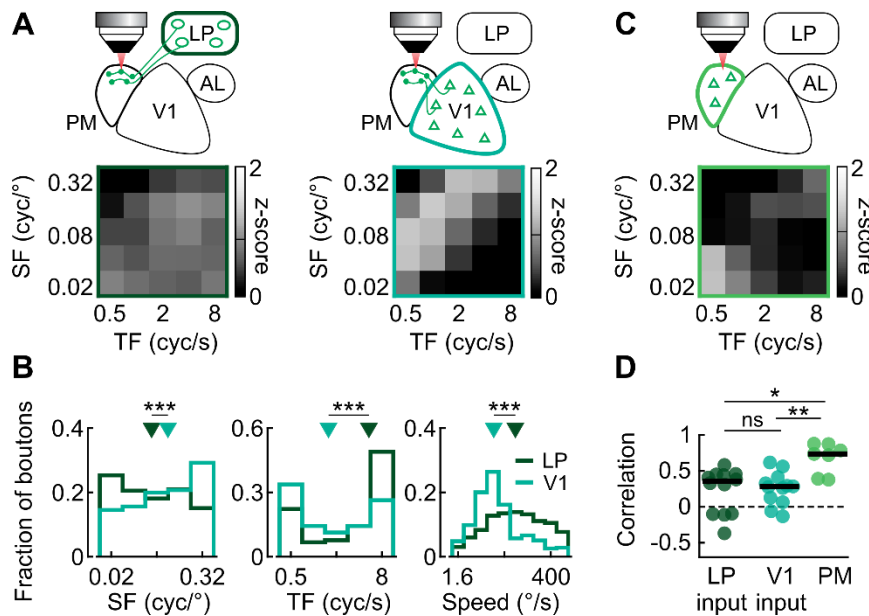 A
LP
PM
V1
AL
LP
PM
V1
AL
C
LP
PM
V1
AL
SF (cyc/°)
0.32
0.08
0.02
0.5 2 8
TF (cyc/s)
2
0
z-score
SF (cyc/°)
0.32
0.08
0.02
0.5 2 8
TF (cyc/s)
2
0
z-score
SF (cyc/°)
0.32
0.08
0.02
0.5 2 8
TF (cyc/s)
2
0
z-score
B
Fraction of boutons
0.4
0.2
0
***
0.02 0.32
SF (cyc/°)
0.6
0.3
0
***
0.5 8
TF (cyc/s)
LP
V1
0.4
0.2
0
***
1.6 400
Speed (°/s)
D
*
ns **
Correlation
1
0.5
0
-0.5
LP V1 PM
input input